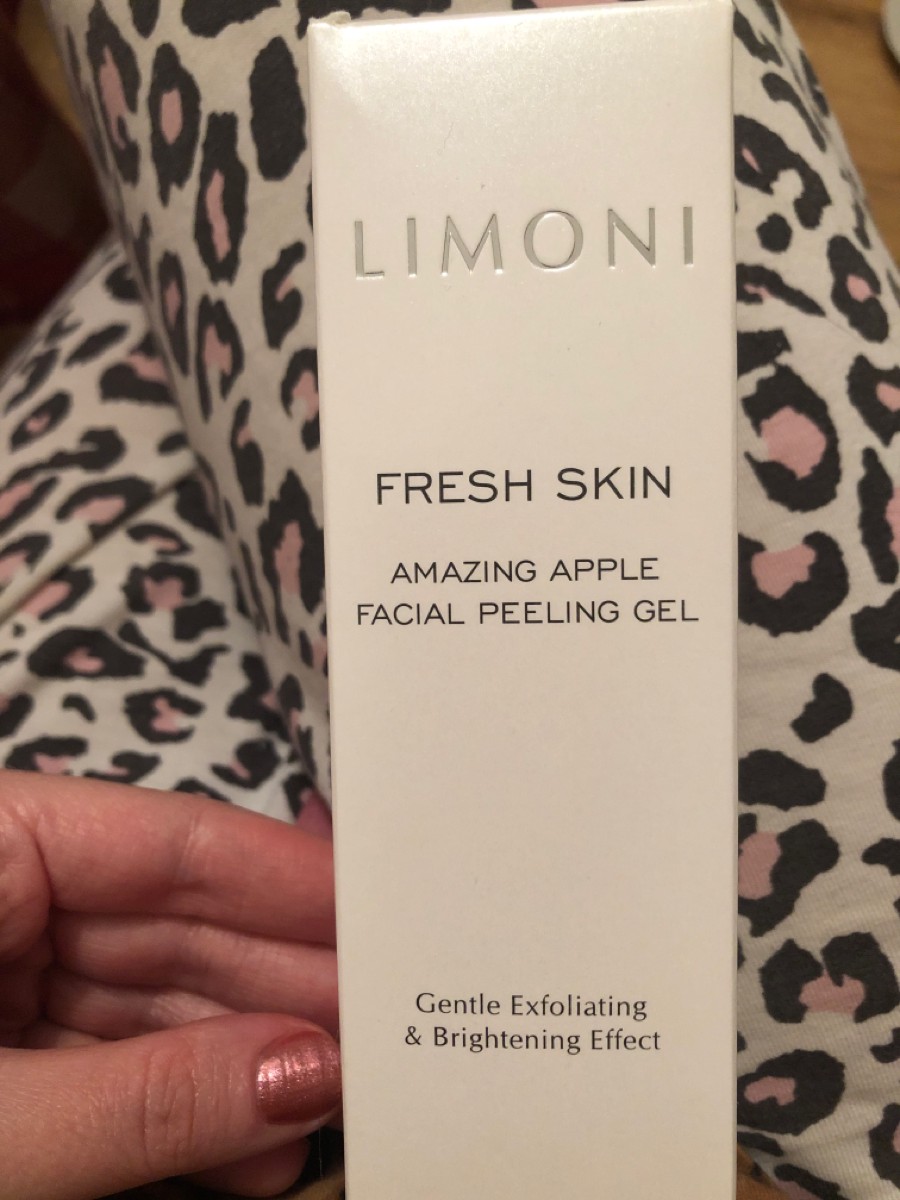 LIMONI
FRESH SKIN
AMAZING APPLE
FACIAL PEELING GEL
Gentle Exfoliating
& Brightening Effect